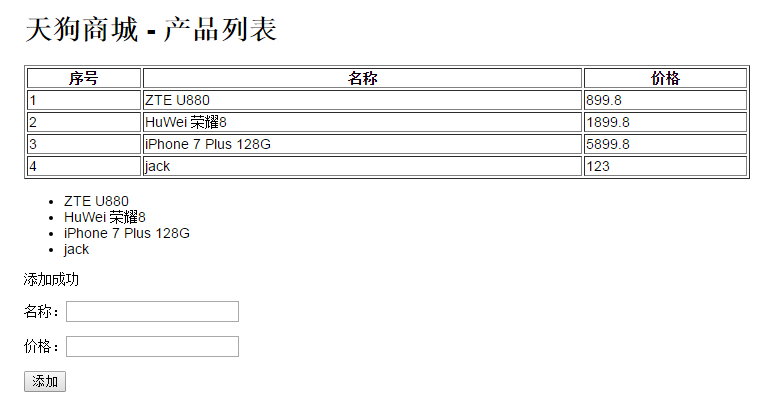 天狗商城 - 产品列表
序号 名称 价格
1 ZTE U880 899.8
2 HuWei 荣耀8 1899.8
3 iPhone 7 Plus 128G 5899.8
4 jack 123
ZTE U880
HuWei 荣耀8
iPhone 7 Plus 128G
jack
添加成功
名称：
价格：
添加